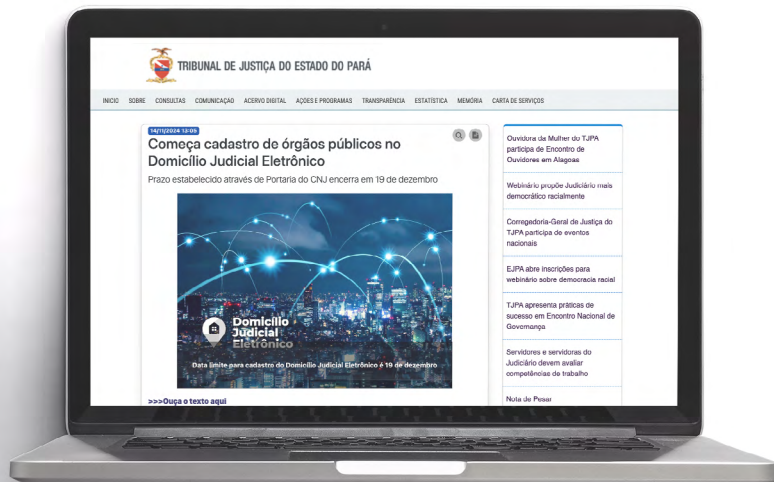 TRIBUNAL DE JUSTIÇA DO ESTADO DO PARÁ
INICIO SOBRE CONSULTAS COMUNICAÇAO ACERVO DIGITAL AÇOES E PROGRAMAS TRANSPARÊNCIA ESTATÍSTICA MEMÓRIA CARTA DE SERVIÇOS
14/11/2024 13:05
Começa cadastro de órgãos públicos no
Domicílio Judicial Eletrônico
Prazo estabelecido através de Portaria do CNJ encerra em 19 de dezembro
Domicílio
Judicial
Eletrônico
Data limite para cadastro do Domicílio Judicial Eletrônico é 19 de dezembro
>>>Ouça o texto aqui
Ouvidora da Mulher do TJPA
participa de Encontro de
Ouvidores em Alagoas
Webinário propõe Judiciário mais
democrático racialmente
Corregedoria-Geral de Justiça do
TJPA participa de eventos
nacionais
EJPA abre inscrições para
webinário sobre democracia racial
TJPA apresenta práticas de
sucesso em Encontro Nacional de
Governança
Servidores e servidoras do
Judiciário devem avaliar
competências de trabalho
Nota de Pesar